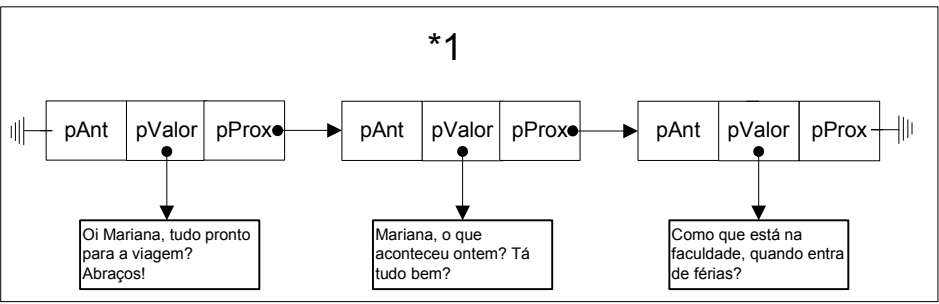 *1
pAnt pValor pProx pAnt pValor pProx pAnt pValor pProx
Oi Mariana, tudo pronto
para a viagem?
Abraços!
Mariana, o que
aconteceu ontem? Tá
tudo bem?
Como que está na
faculdade, quando entra
de férias?